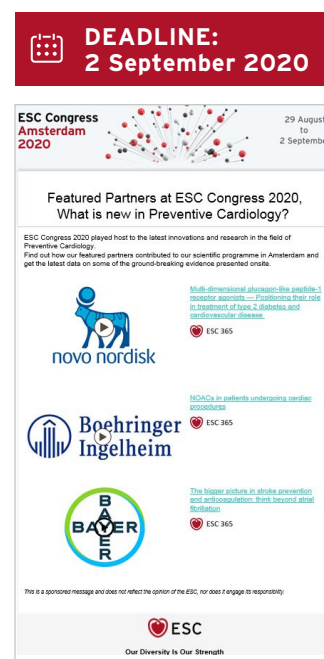 DEADLINE:
2 September 2020
ESC Congress
Amsterdam
2020
29 August
to
2 Septembe
Featured Partners at ESC Congress 2020,
What is new in Preventive Cardiology?
ESC Congress 2020 played host to the latest innovations and research in the field of
Preventive Cardiology.
Find out how our featured partners contributed to our scientific programme in Amsterdam and
get the latest data on some of the ground-breaking evidence presented onsite.
novo nordisk
Multi-dimensional glucagon-like peptide-1
receptor agonists — Positioning their role
in treatment of type 2 diabetes and
cardiovascular disease
ESC 365
Boehringer
Ingelheim
NOACs in patients undergoing cardiac
procedures
ESC 365
BAYER
BAYER
The bigger picture in stroke prevention
and anticoagulation: think beyond atrial
fibrillation
ESC 365
This is a sponsored message and does not reflect the opinion of the ESC, nor does it engage its responsibility.
ESC
Our Diversity Is Our Strength